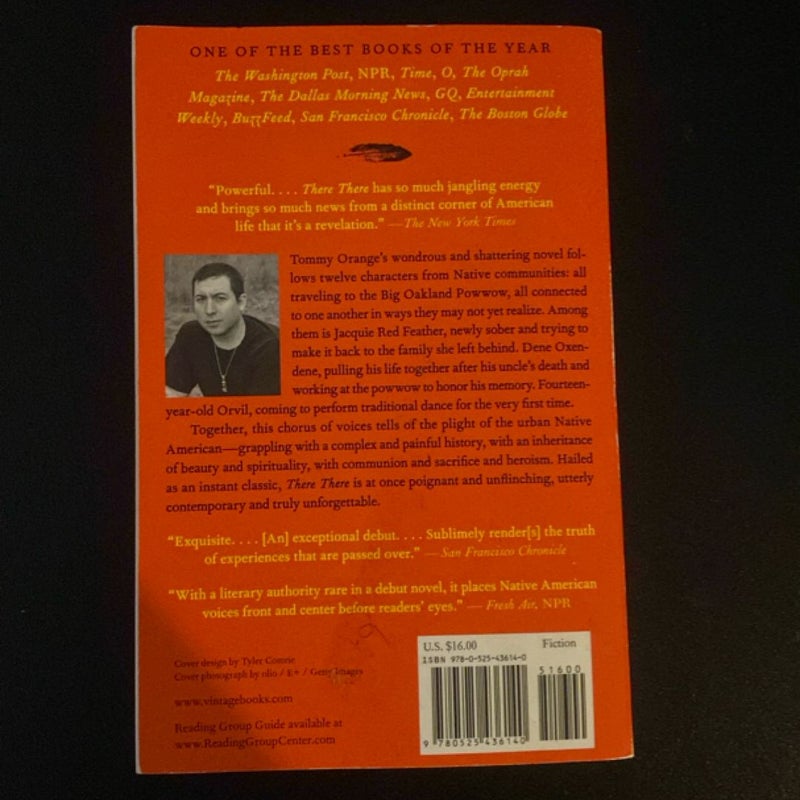 ONE OF THE BEST BOOKS OF THE YEAR
The Washington Post, NPR, Time, O, The Oprah
Magazine, The Dallas Morning News, GQ, Entertainment
Weekly, BuzzFeed, San Francisco Chronicle, The Boston Globe
“Powerful. . . . There There has so much jangling energy
and brings so much news from a distinct corner of American
life that it’s a revelation.” —The New York Times
Tommy Orange’s wondrous and shattering novel fol-
lows twelve characters from Native communities: all
traveling to the Big Oakland Powwow, all connected
to one another in ways they may not yet realize. Among
them is Jacquie Red Feather, newly sober and trying to
make it back to the family she left behind. Dene Oxen-
dene, pulling his life together after his uncle’s death and
working at the powwow to honor his memory. Fourteen-
year-old Orvil, coming to perform traditional dance for the very first time.
Together, this chorus of voices tells of the plight of the urban Native
American—grappling with a complex and painful history, with an inheritance
of beauty and spirituality, with communion and sacrifice and heroism. Hailed
as an instant classic, There There is at once poignant and unflinching, utterly
contemporary and truly unforgettable.
“Exquisite. . . . [An] exceptional debut. . . . Sublimely render[s] the truth
of experiences that are passed over.” — San Francisco Chronicle
“With a literary authority rare in a debut novel, it places Native American
voices front and center before readers’ eyes.” — Fresh Air, NPR
Cover design by Tyler Comrie
Cover photograph by olio / E+ / Getty Images
www.vintagebooks.com
Reading Group Guide available at
www.ReadingGroupCenter.com
U.S. $16.00 Fiction
ISBN 978-0-525-43614-0
51600
9 780525 436140